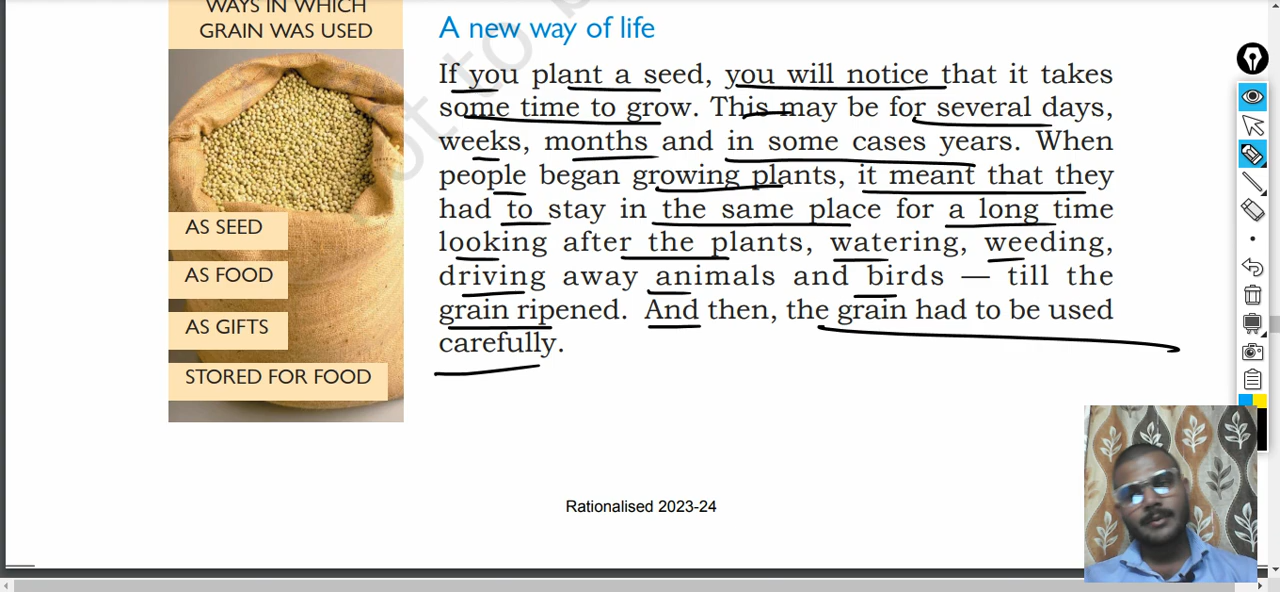 WAYS IN WHICH
GRAIN WAS USED
AS SEED
AS FOOD
AS GIFTS
STORED FOR FOOD
A new way of life
If you plant a seed, you will notice that it takes
some time to grow. This may be for several days,
weeks, months and in some cases years. When
people began growing plants, it meant that they
had to stay in the same place for a long time
looking after the plants, watering, weeding,
driving away animals and birds — till the
grain ripened. And then, the grain had to be used
carefully.
Rationalised 2023-24